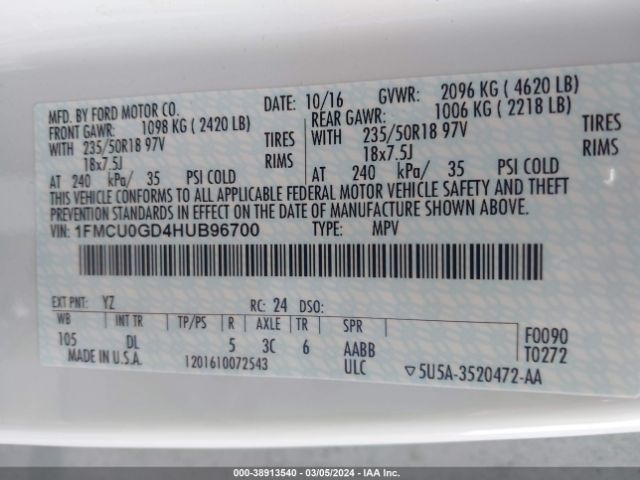 MFD. BY FORD MOTOR CO. DATE: 10/16 GVWR: 2096 KG ( 4620 LB)
FRONT GAWR: 1098 KG ( 2420 LB) REAR GAWR: 1006 KG ( 2218 LB)
WITH 235/50R18 97V TIRES WITH 235/50R18 97V TIRES
18x7.5J RIMS 18x7.5J RIMS
AT 240 kPa/ 35 PSI COLD AT 240 kPa/ 35 PSI COLD
THIS VEHICLE CONFORMS TO ALL APPLICABLE FEDERAL MOTOR VEHICLE SAFETY AND THEFT
PREVENTION STANDARDS IN EFFECT ON THE DATE OF MANUFACTURE SHOWN ABOVE.
VIN: 1FMCU0GD4HUB96700 TYPE: MPV
EXT PNT: YZ RC: 24 DSO:
WB INT TR TP/PS R AXLE TR SPR F0090
105 DL 5 3C 6 AABB T0272
MADE IN U.S.A. 1201610072543 ULC ▽5U5A-3520472-AA
000-38913540 - 03/05/2024 - IAA Inc.